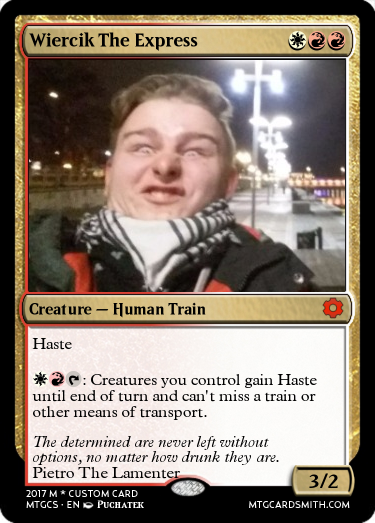 Wiercik The Express
Creature — Human Train
Haste
: Creatures you control gain Haste
until end of turn and can't miss a train or
other means of transport.
The determined are never left without
options, no matter how drunk they are.
Pietro The Lamenter
3/2
2017 M * CUSTOM CARD
MTGCS · EN PUCHATEK
MTGCARDSMITH.COM